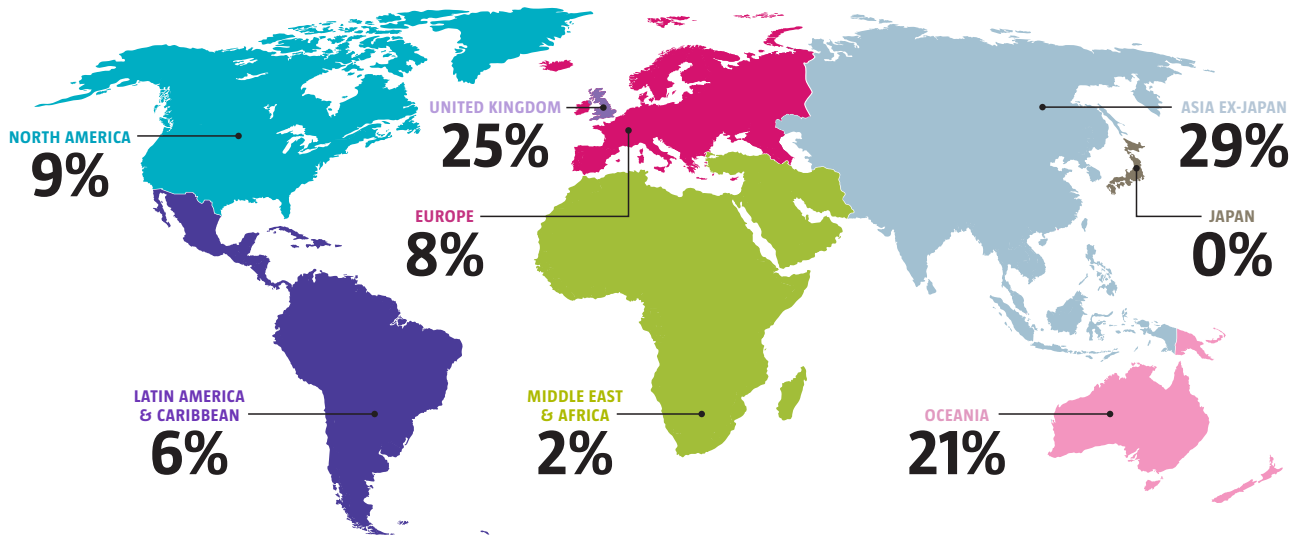 NORTH AMERICA
9%
UNITED KINGDOM
25%
EUROPE
8%
ASIA EX-JAPAN
29%
JAPAN
0%
LATIN AMERICA
& CARIBBEAN
6%
MIDDLE EAST
& AFRICA
2%
OCEANIA
21%